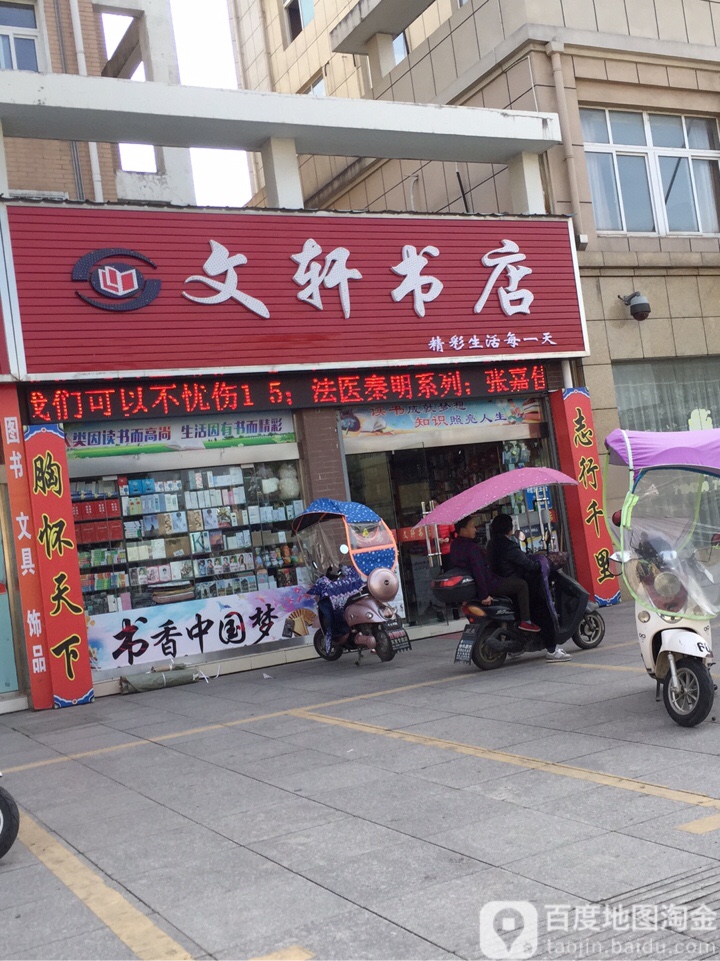 文轩书店
精彩生活每一天
我们可以不忧伤15；法医秦明系列；张嘉佳
类因读书而高尚 生活因有书而精彩
知识照亮人生
图书 文具 饰品
胸怀天下
志行千里
书香中国梦
百度地图淘金
taojin.baidu.com